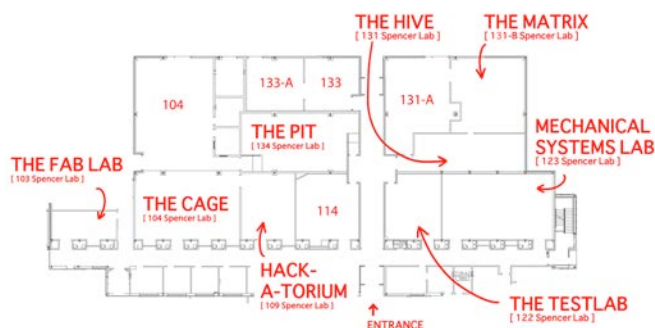 THE HIVE
[ 131 Spencer Lab ]
THE MATRIX
[ 131-B Spencer Lab ]
133-A
133
104
131-A
THE PIT
[ 134 Spencer Lab ]
MECHANICAL
SYSTEMS LAB
[ 123 Spencer Lab ]
THE FAB LAB
[ 103 Spencer Lab ]
THE CAGE
[ 104 Spencer Lab ]
114
HACK-
A-TORIUM
[ 109 Spencer Lab ]
THE TESTLAB
[ 122 Spencer Lab ]
ENTRANCE